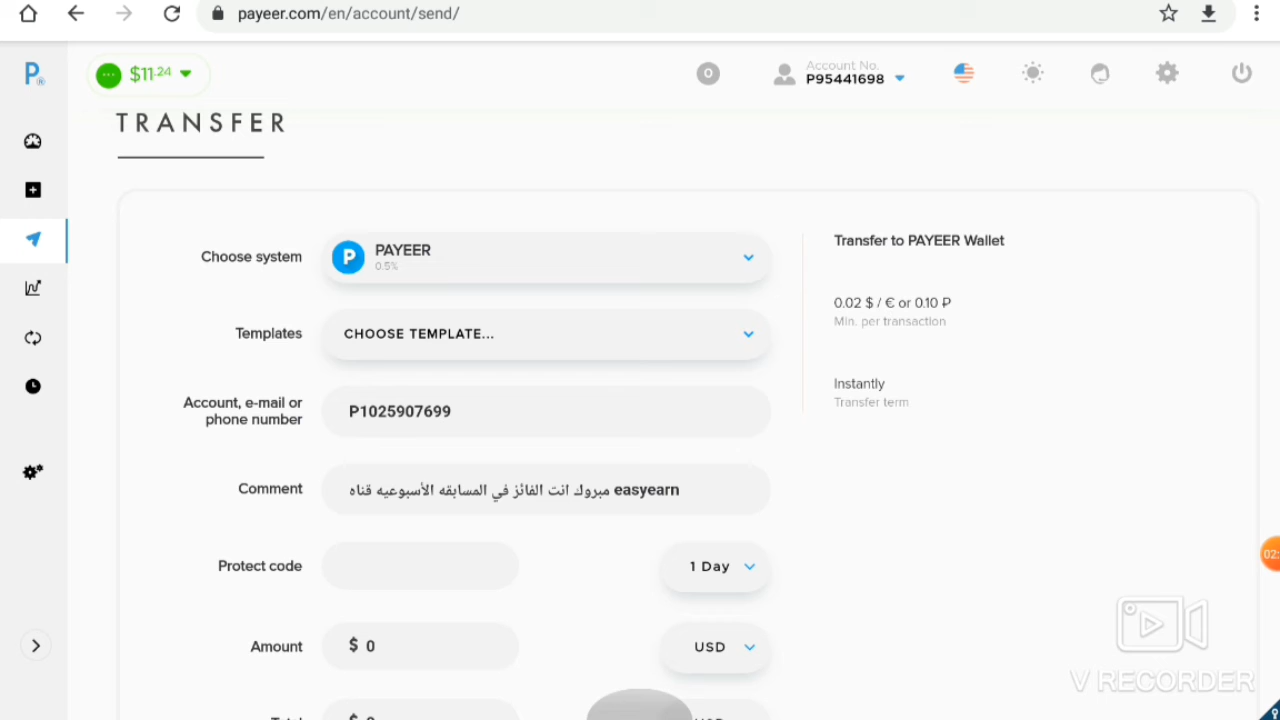 payeer.com/en/account/send/
P
$11.24
0
Account No.
P95441698
TRANSFER
Choose system
P
PAYEER
0.5%
Templates
CHOOSE TEMPLATE...
Account, e-mail or
phone number
P1025907699
Comment
مبروك انت الفائز في المسابقه الأسبوعيه قناه easyearn
Protect code
1 Day
Amount
$ 0
USD
Transfer to PAYEER Wallet
0.02 $ / € or 0.10 ₽
Min. per transaction
Instantly
Transfer term
V RECORDER